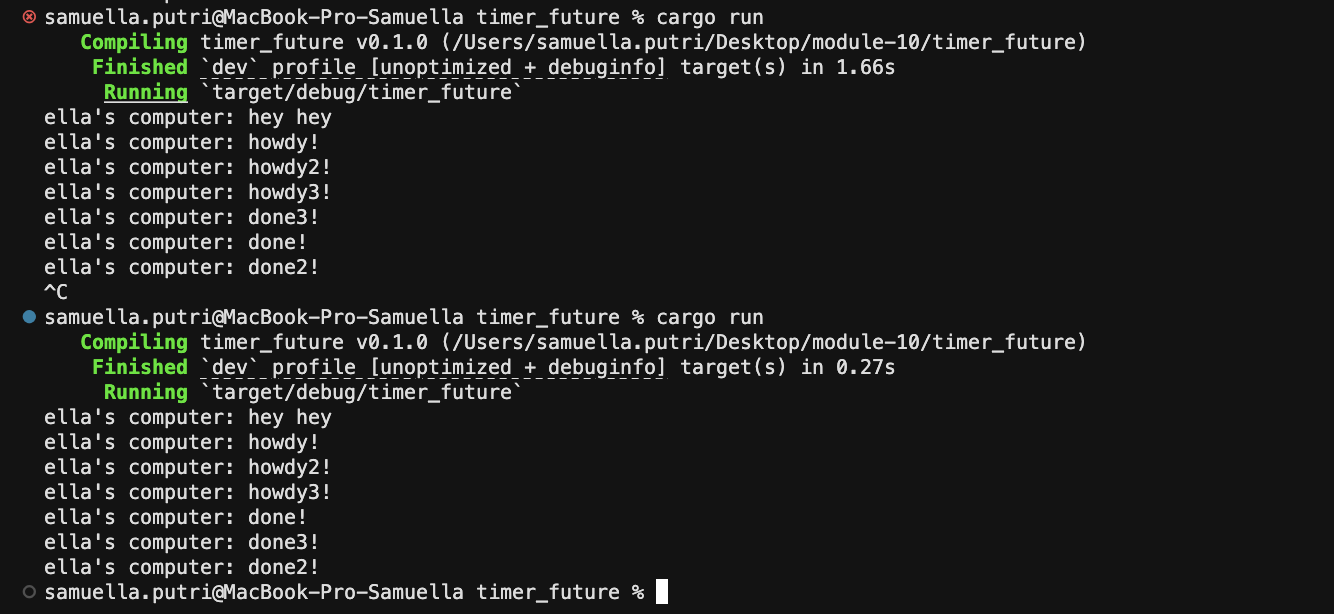 samuella.putri@MacBook-Pro-Samuella timer_future % cargo run
Compiling timer_future v0.1.0 (/Users/samuella.putri/Desktop/module-10/timer_future)
Finished `dev` profile [unoptimized + debuginfo] target(s) in 1.66s
Running `target/debug/timer_future`
ella's computer: hey hey
ella's computer: howdy!
ella's computer: howdy2!
ella's computer: howdy3!
ella's computer: done3!
ella's computer: done!
ella's computer: done2!
^C
samuella.putri@MacBook-Pro-Samuella timer_future % cargo run
Compiling timer_future v0.1.0 (/Users/samuella.putri/Desktop/module-10/timer_future)
Finished `dev` profile [unoptimized + debuginfo] target(s) in 0.27s
Running `target/debug/timer_future`
ella's computer: hey hey
ella's computer: howdy!
ella's computer: howdy2!
ella's computer: howdy3!
ella's computer: done!
ella's computer: done3!
ella's computer: done2!
samuella.putri@MacBook-Pro-Samuella timer_future %